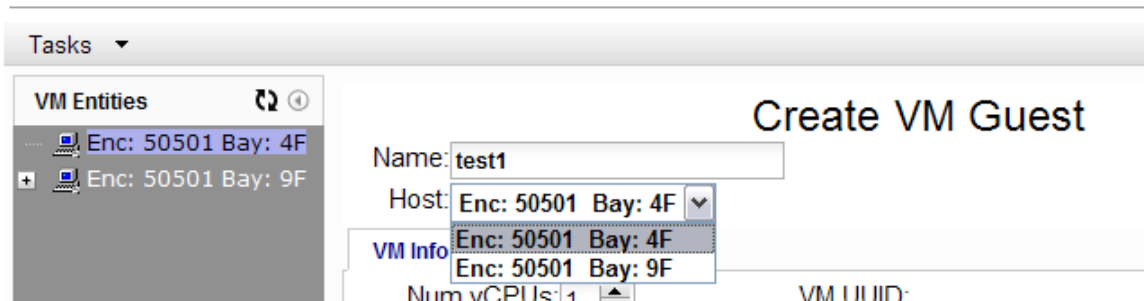 Tasks
VM Entities
Enc: 50501 Bay: 4F
Enc: 50501 Bay: 9F
Create VM Guest
Name: test1
Host: Enc: 50501 Bay: 4F
Enc: 50501 Bay: 4F
Enc: 50501 Bay: 9F
VM Info
Num vCPUs: 1
VM UUID: